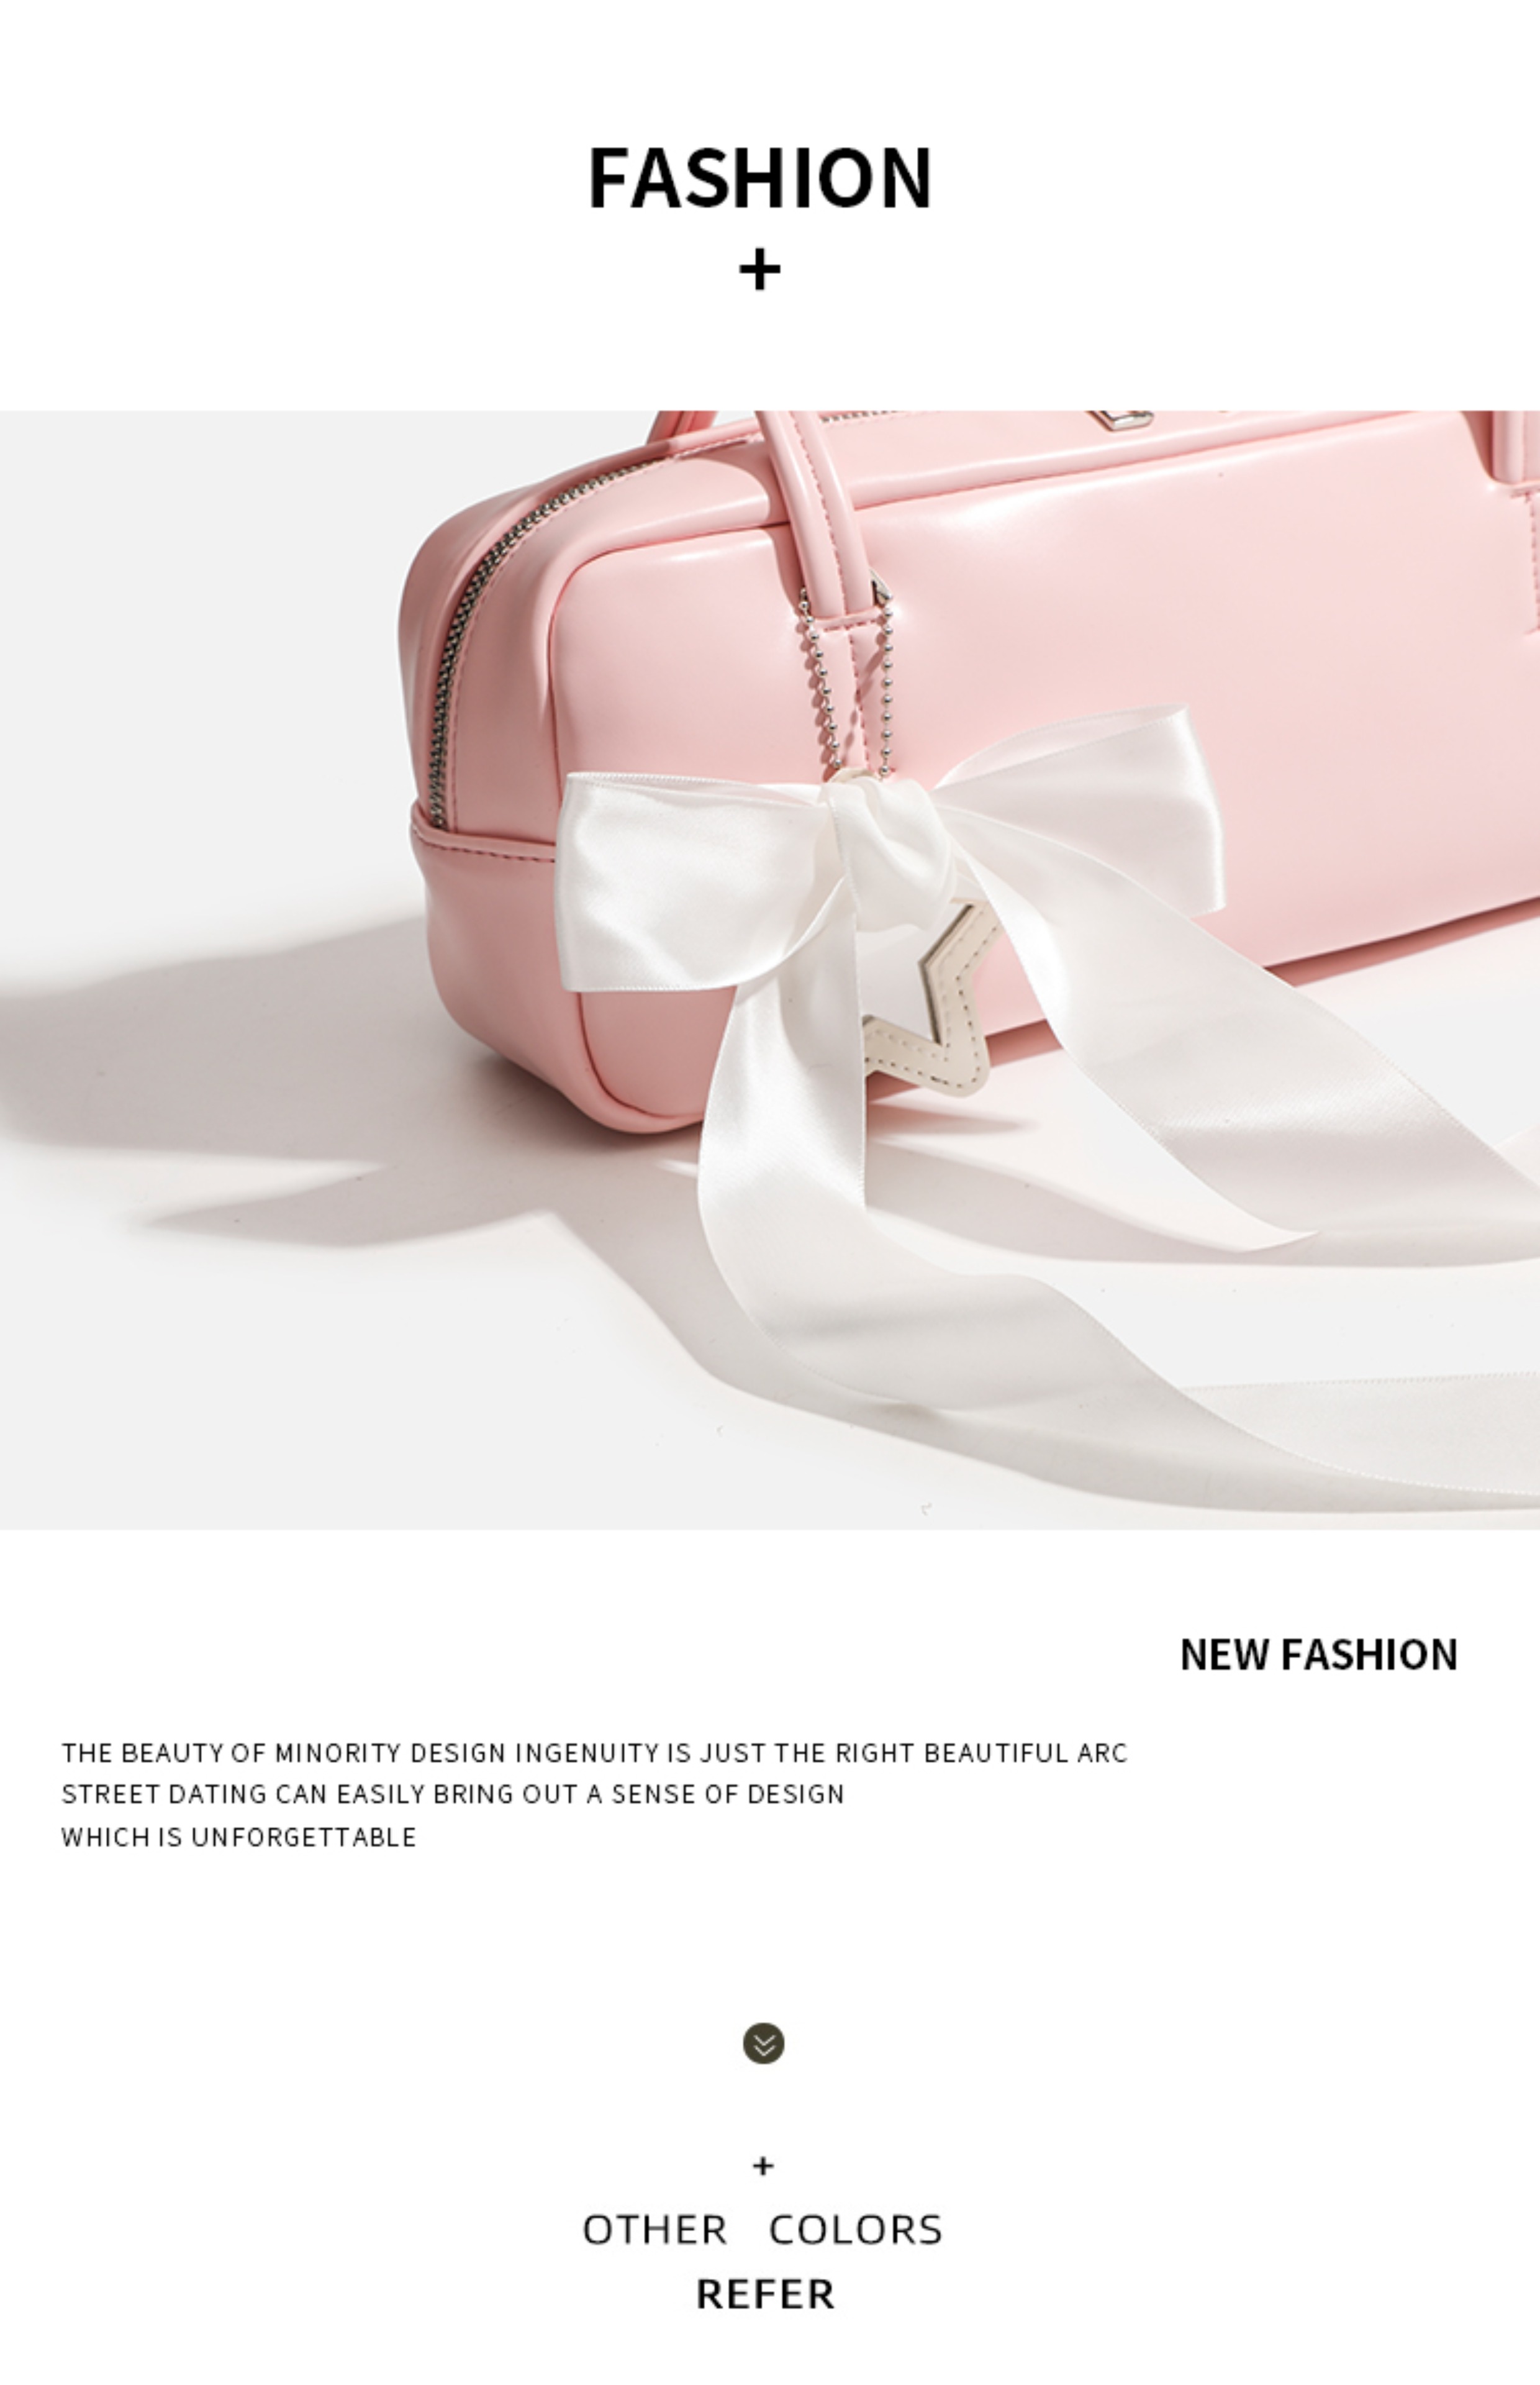 FASHION
+
NEW FASHION
THE BEAUTY OF MINORITY DESIGN INGENUITY IS JUST THE RIGHT BEAUTIFUL ARC
STREET DATING CAN EASILY BRING OUT A SENSE OF DESIGN
WHICH IS UNFORGETTABLE
+
OTHER COLORS
REFER